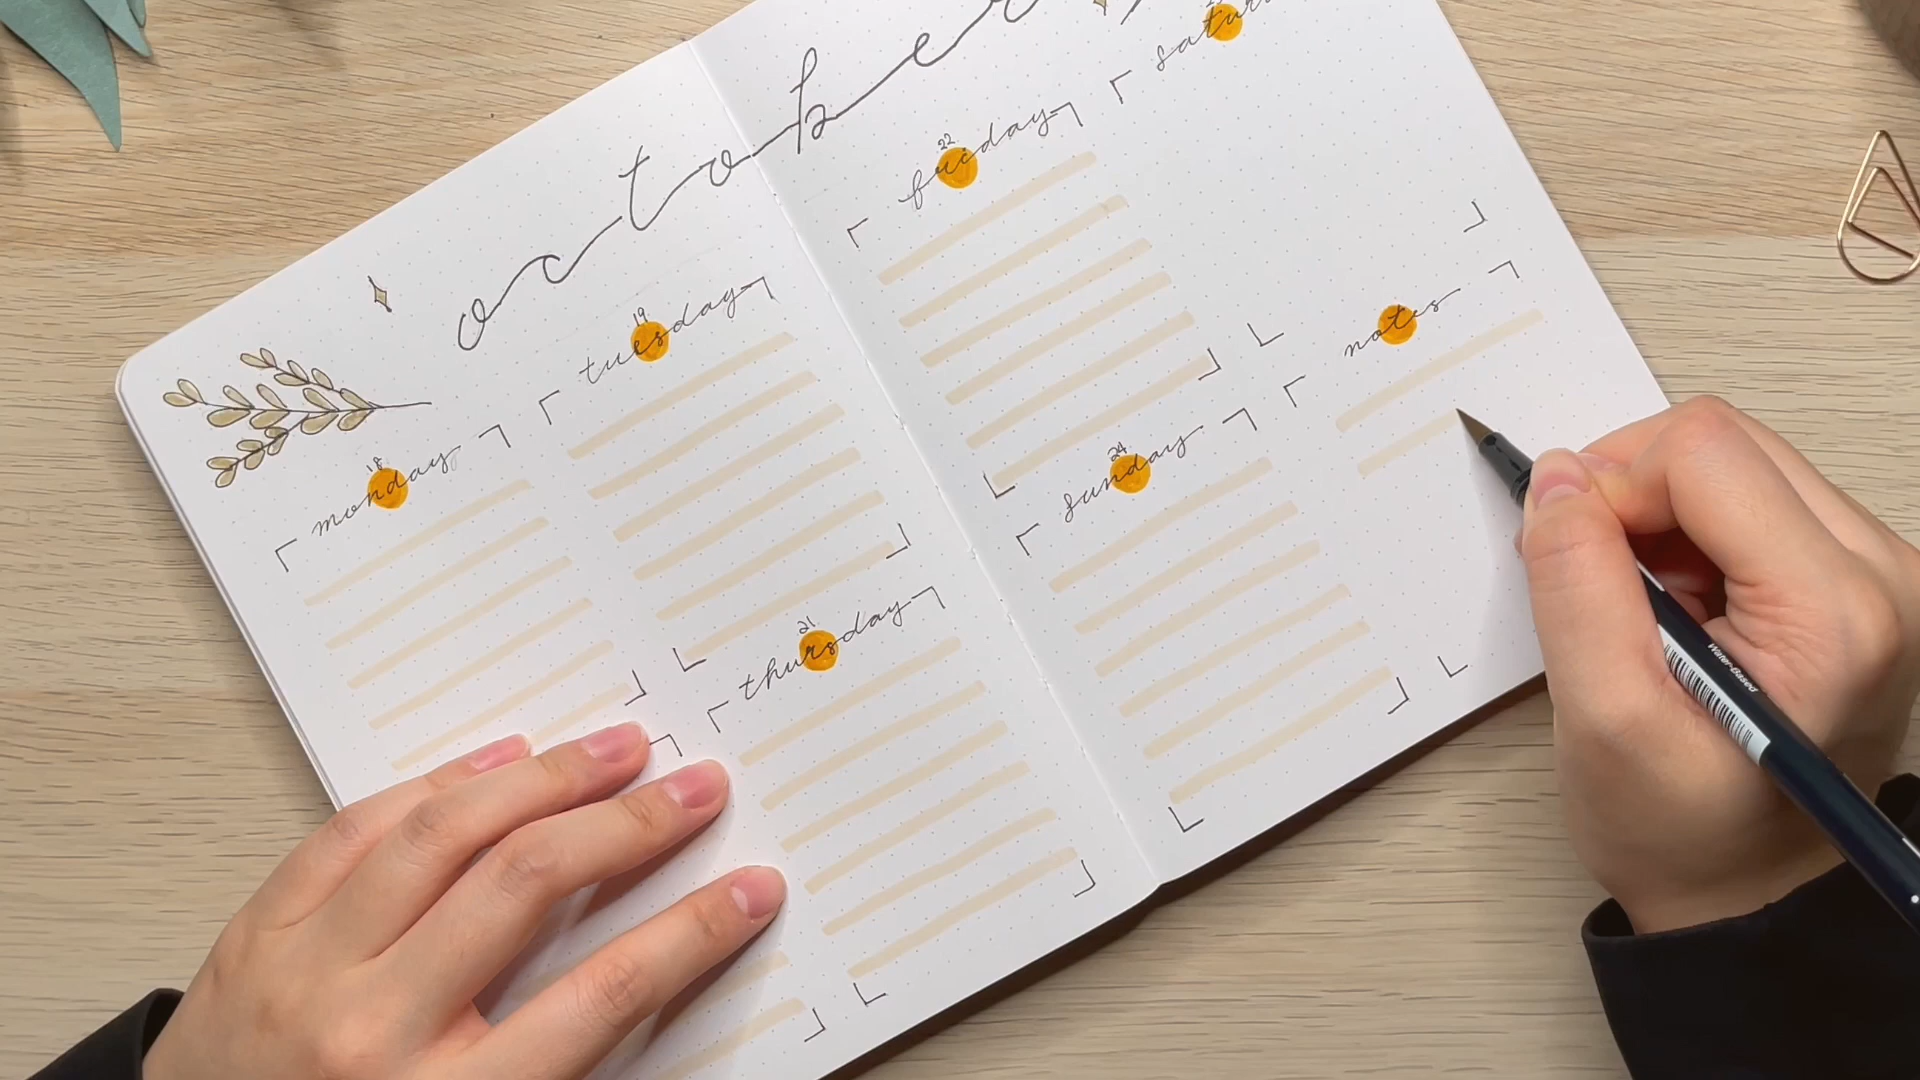 october
18
monday
19
tuesday
21
thursday
22
friday
24
sunday
notes
Water-Based